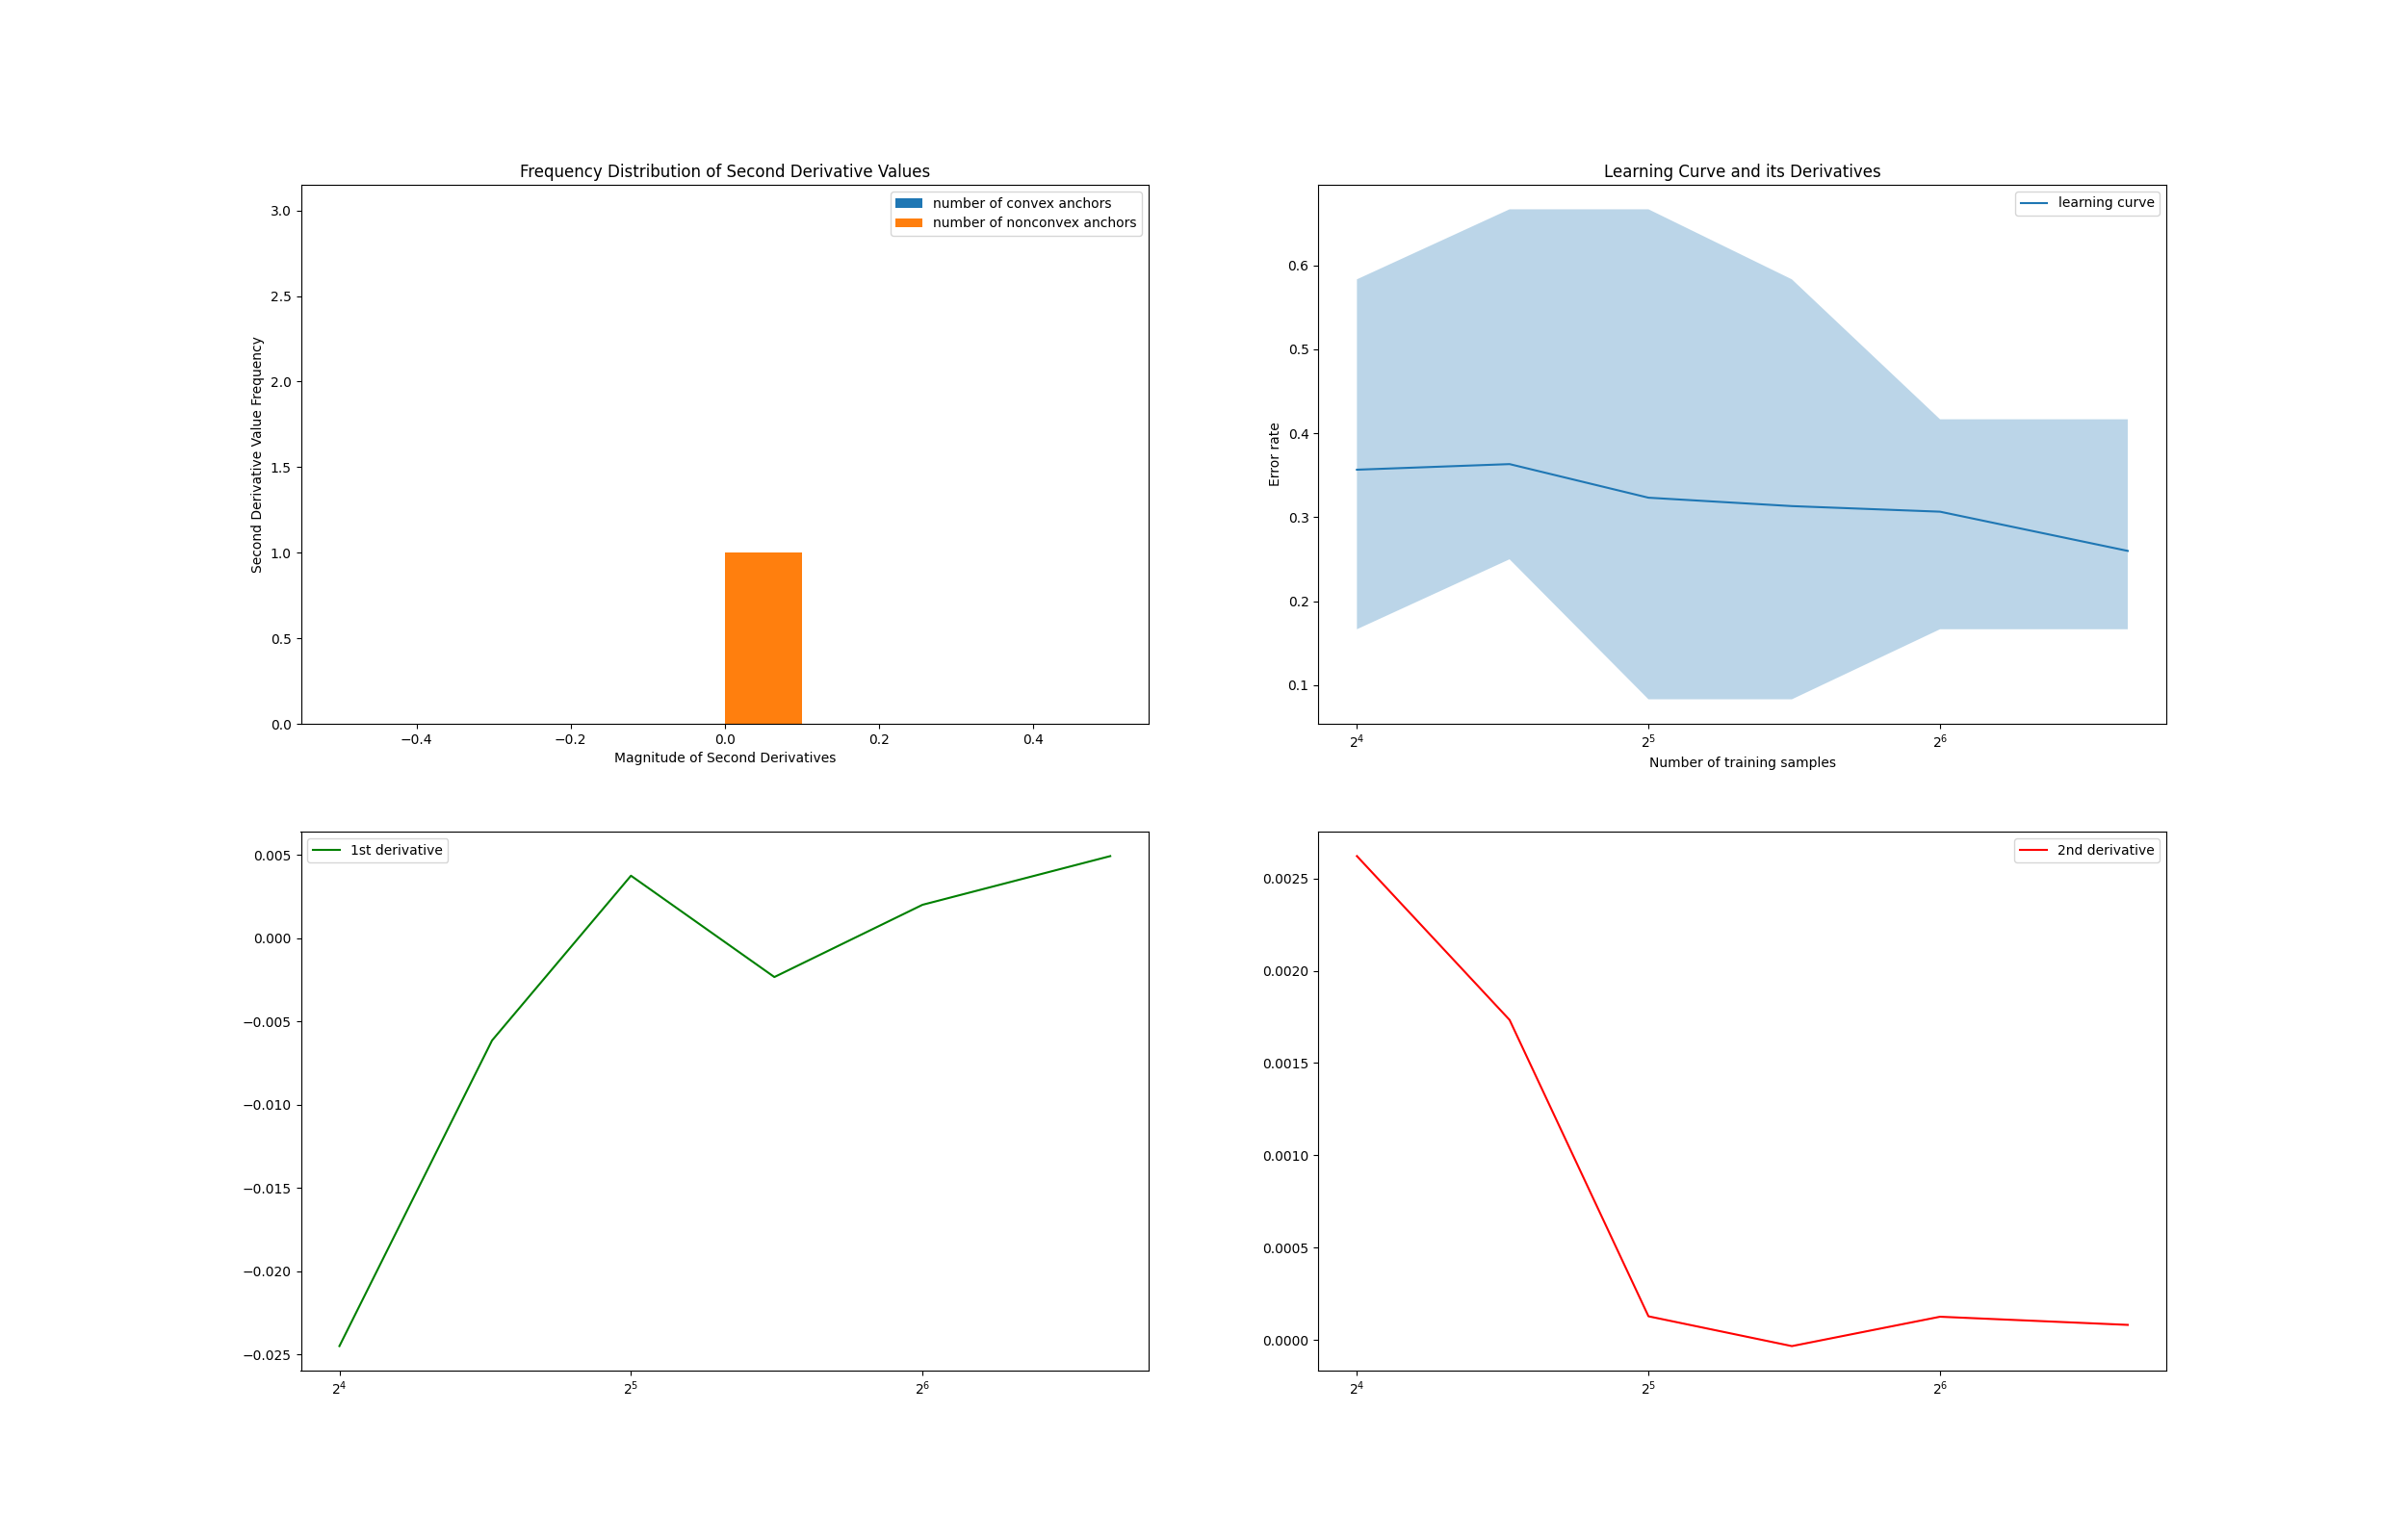 Frequency Distribution of Second Derivative Values
number of convex anchors
number of nonconvex anchors
3.0
2.5
2.0
1.5
1.0
0.5
0.0
Second Derivative Value Frequency
−0.4 −0.2 0.0 0.2 0.4
Magnitude of Second Derivatives
Learning Curve and its Derivatives
learning curve
0.6
0.5
0.4
0.3
0.2
0.1
Error rate
2⁴ 2⁵ 2⁶
Number of training samples
1st derivative
0.005
0.000
−0.005
−0.010
−0.015
−0.020
−0.025
2⁴ 2⁵ 2⁶
2nd derivative
0.0025
0.0020
0.0015
0.0010
0.0005
0.0000
2⁴ 2⁵ 2⁶